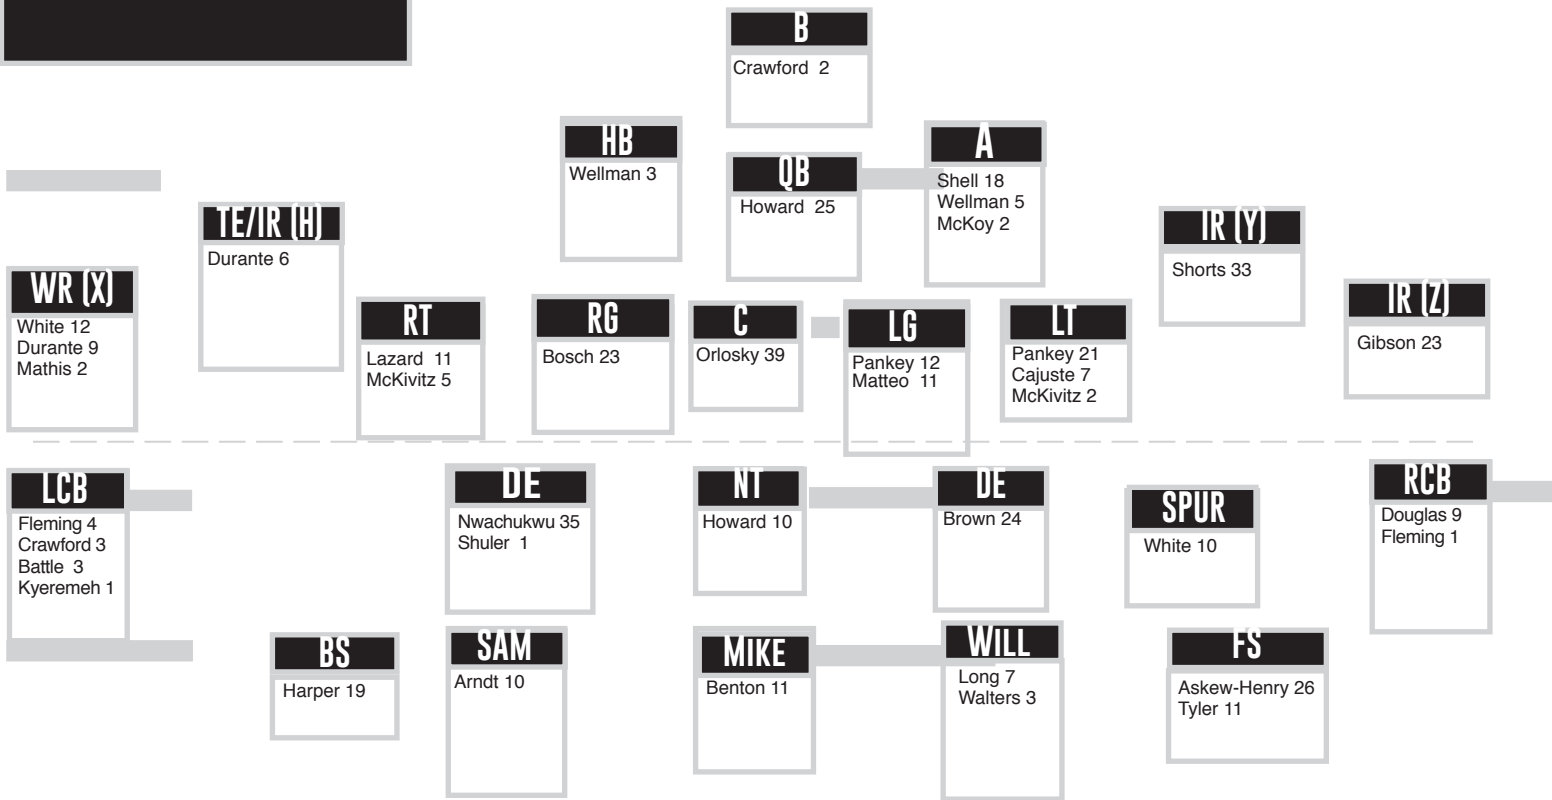 B
Crawford 2
HB
Wellman 3
QB
Howard 25
A
Shell 18
Wellman 5
McKoy 2
TE/IR (H)
Durante 6
IR (Y)
Shorts 33
WR (X)
White 12
Durante 9
Mathis 2
RT
Lazard 11
McKivitz 5
RG
Bosch 23
C
Orlosky 39
LG
Pankey 12
Matteo 11
LT
Pankey 21
Cajuste 7
McKivitz 2
IR (Z)
Gibson 23
LCB
Fleming 4
Crawford 3
Battle 3
Kyeremeh 1
DE
Nwachukwu 35
Shuler 1
NT
Howard 10
DE
Brown 24
SPUR
White 10
RCB
Douglas 9
Fleming 1
BS
Harper 19
SAM
Arndt 10
MIKE
Benton 11
WILL
Long 7
Walters 3
FS
Askew-Henry 26
Tyler 11